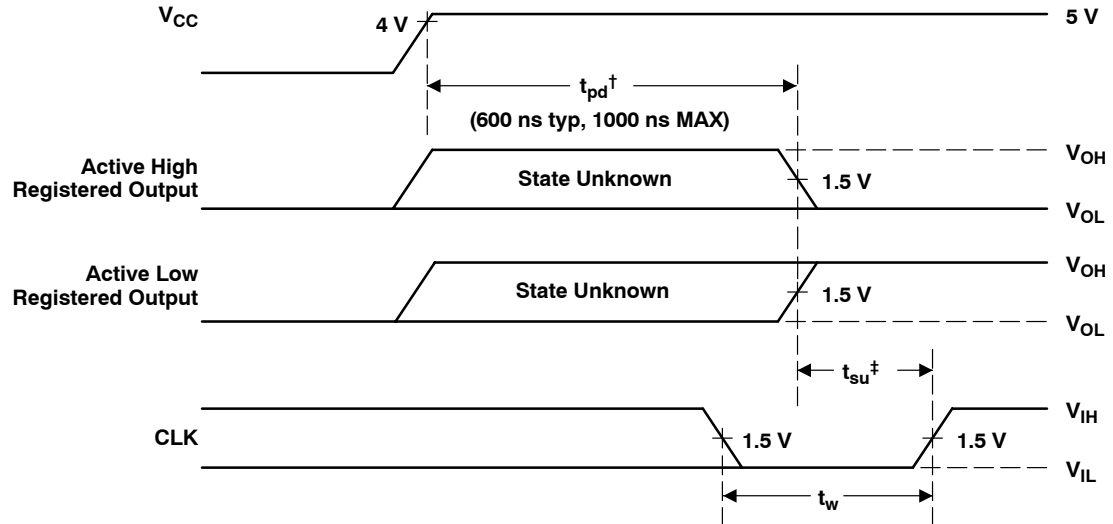 VCC
4 V
5 V
tpd†
(600 ns typ, 1000 ns MAX)
Active High
Registered Output
State Unknown
1.5 V
VOH
VOL
Active Low
Registered Output
State Unknown
1.5 V
VOH
VOL
tsu‡
CLK
1.5 V
1.5 V
VIH
VIL
tw